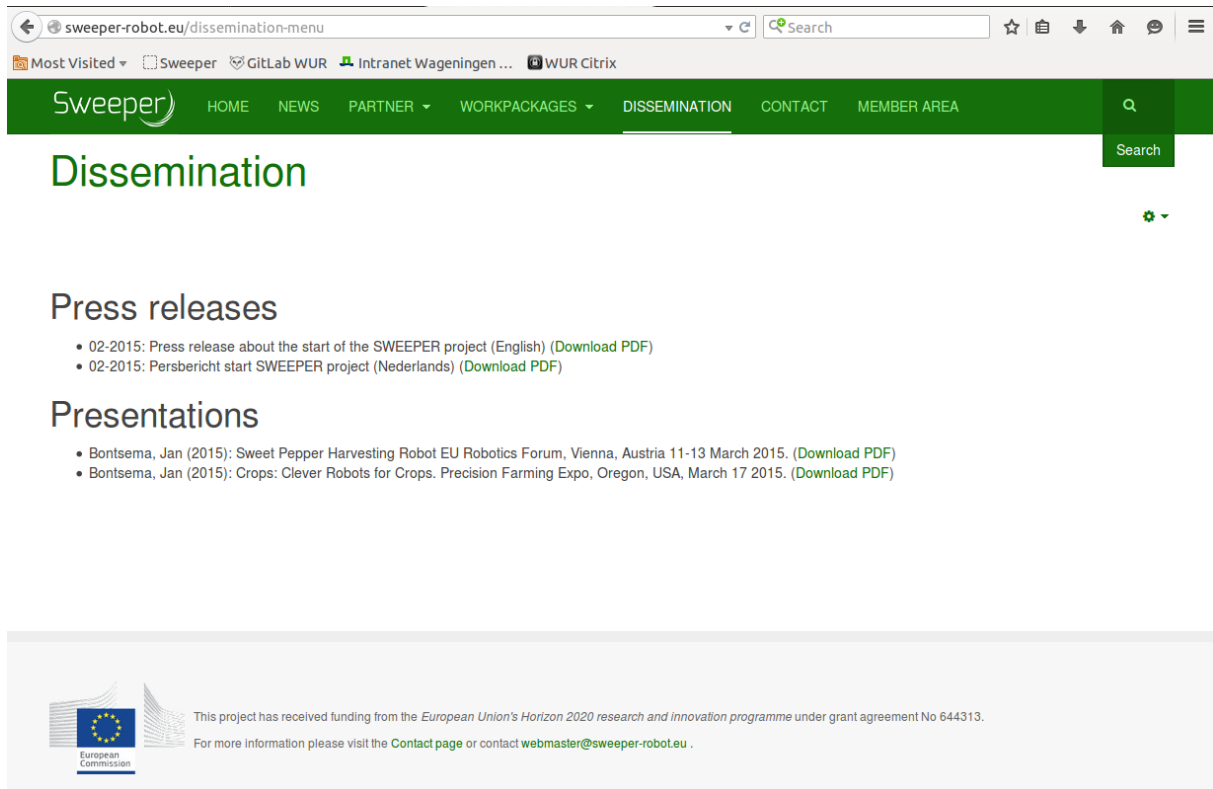 sweeper-robot.eu/dissemination-menu
Search
Most Visited Sweeper GitLab WUR Intranet Wageningen ... WUR Citrix
Sweeper HOME NEWS PARTNER WORKPACKAGES DISSEMINATION CONTACT MEMBER AREA
Search
Dissemination
Press releases
• 02-2015: Press release about the start of the SWEEPER project (English) (Download PDF)
• 02-2015: Persbericht start SWEEPER project (Nederlands) (Download PDF)
Presentations
• Bontsema, Jan (2015): Sweet Pepper Harvesting Robot EU Robotics Forum, Vienna, Austria 11-13 March 2015. (Download PDF)
• Bontsema, Jan (2015): Crops: Clever Robots for Crops. Precision Farming Expo, Oregon, USA, March 17 2015. (Download PDF)
This project has received funding from the European Union's Horizon 2020 research and innovation programme under grant agreement No 644313.
For more information please visit the Contact page or contact webmaster@sweeper-robot.eu .
European
Commission